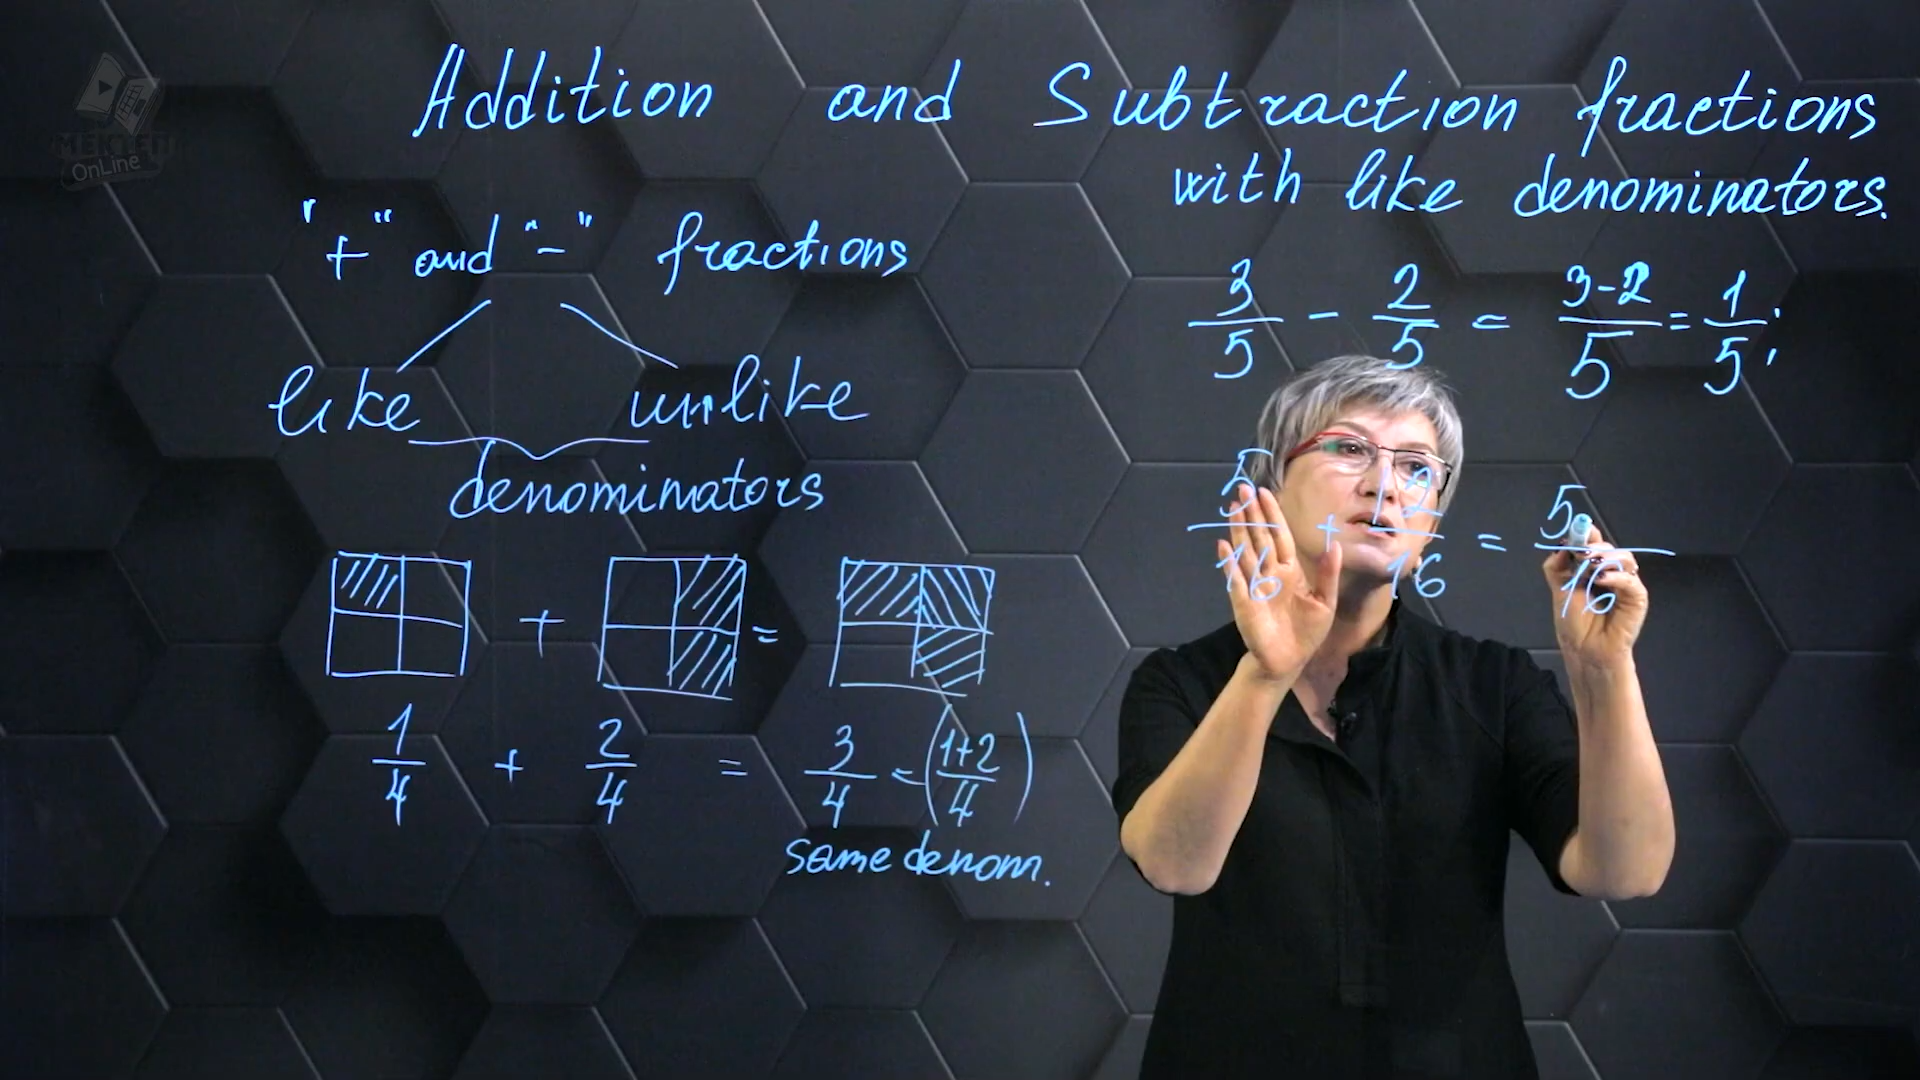 Addition and Subtraction fractions
with like denominators.
"+" and "-" fractions
like unlike
denominators
+ =
1/4 + 2/4 = 3/4 = (1+2/4)
same denom.
3/5 - 2/5 = 3-2/5 = 1/5;
5/16 + 12/16 = 5/16
OnLine